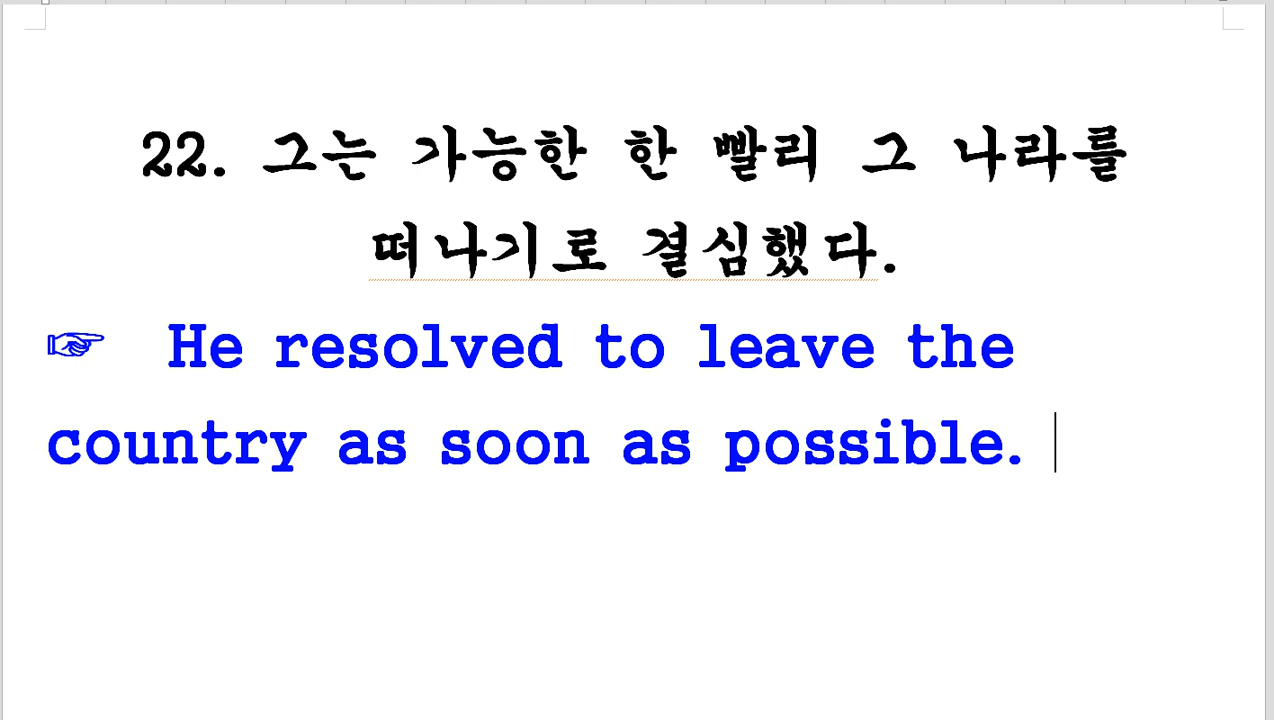 22. 그는 가능한 한 빨리 그 나라를
떠나기로 결심했다.
☞ He resolved to leave the
country as soon as possible.